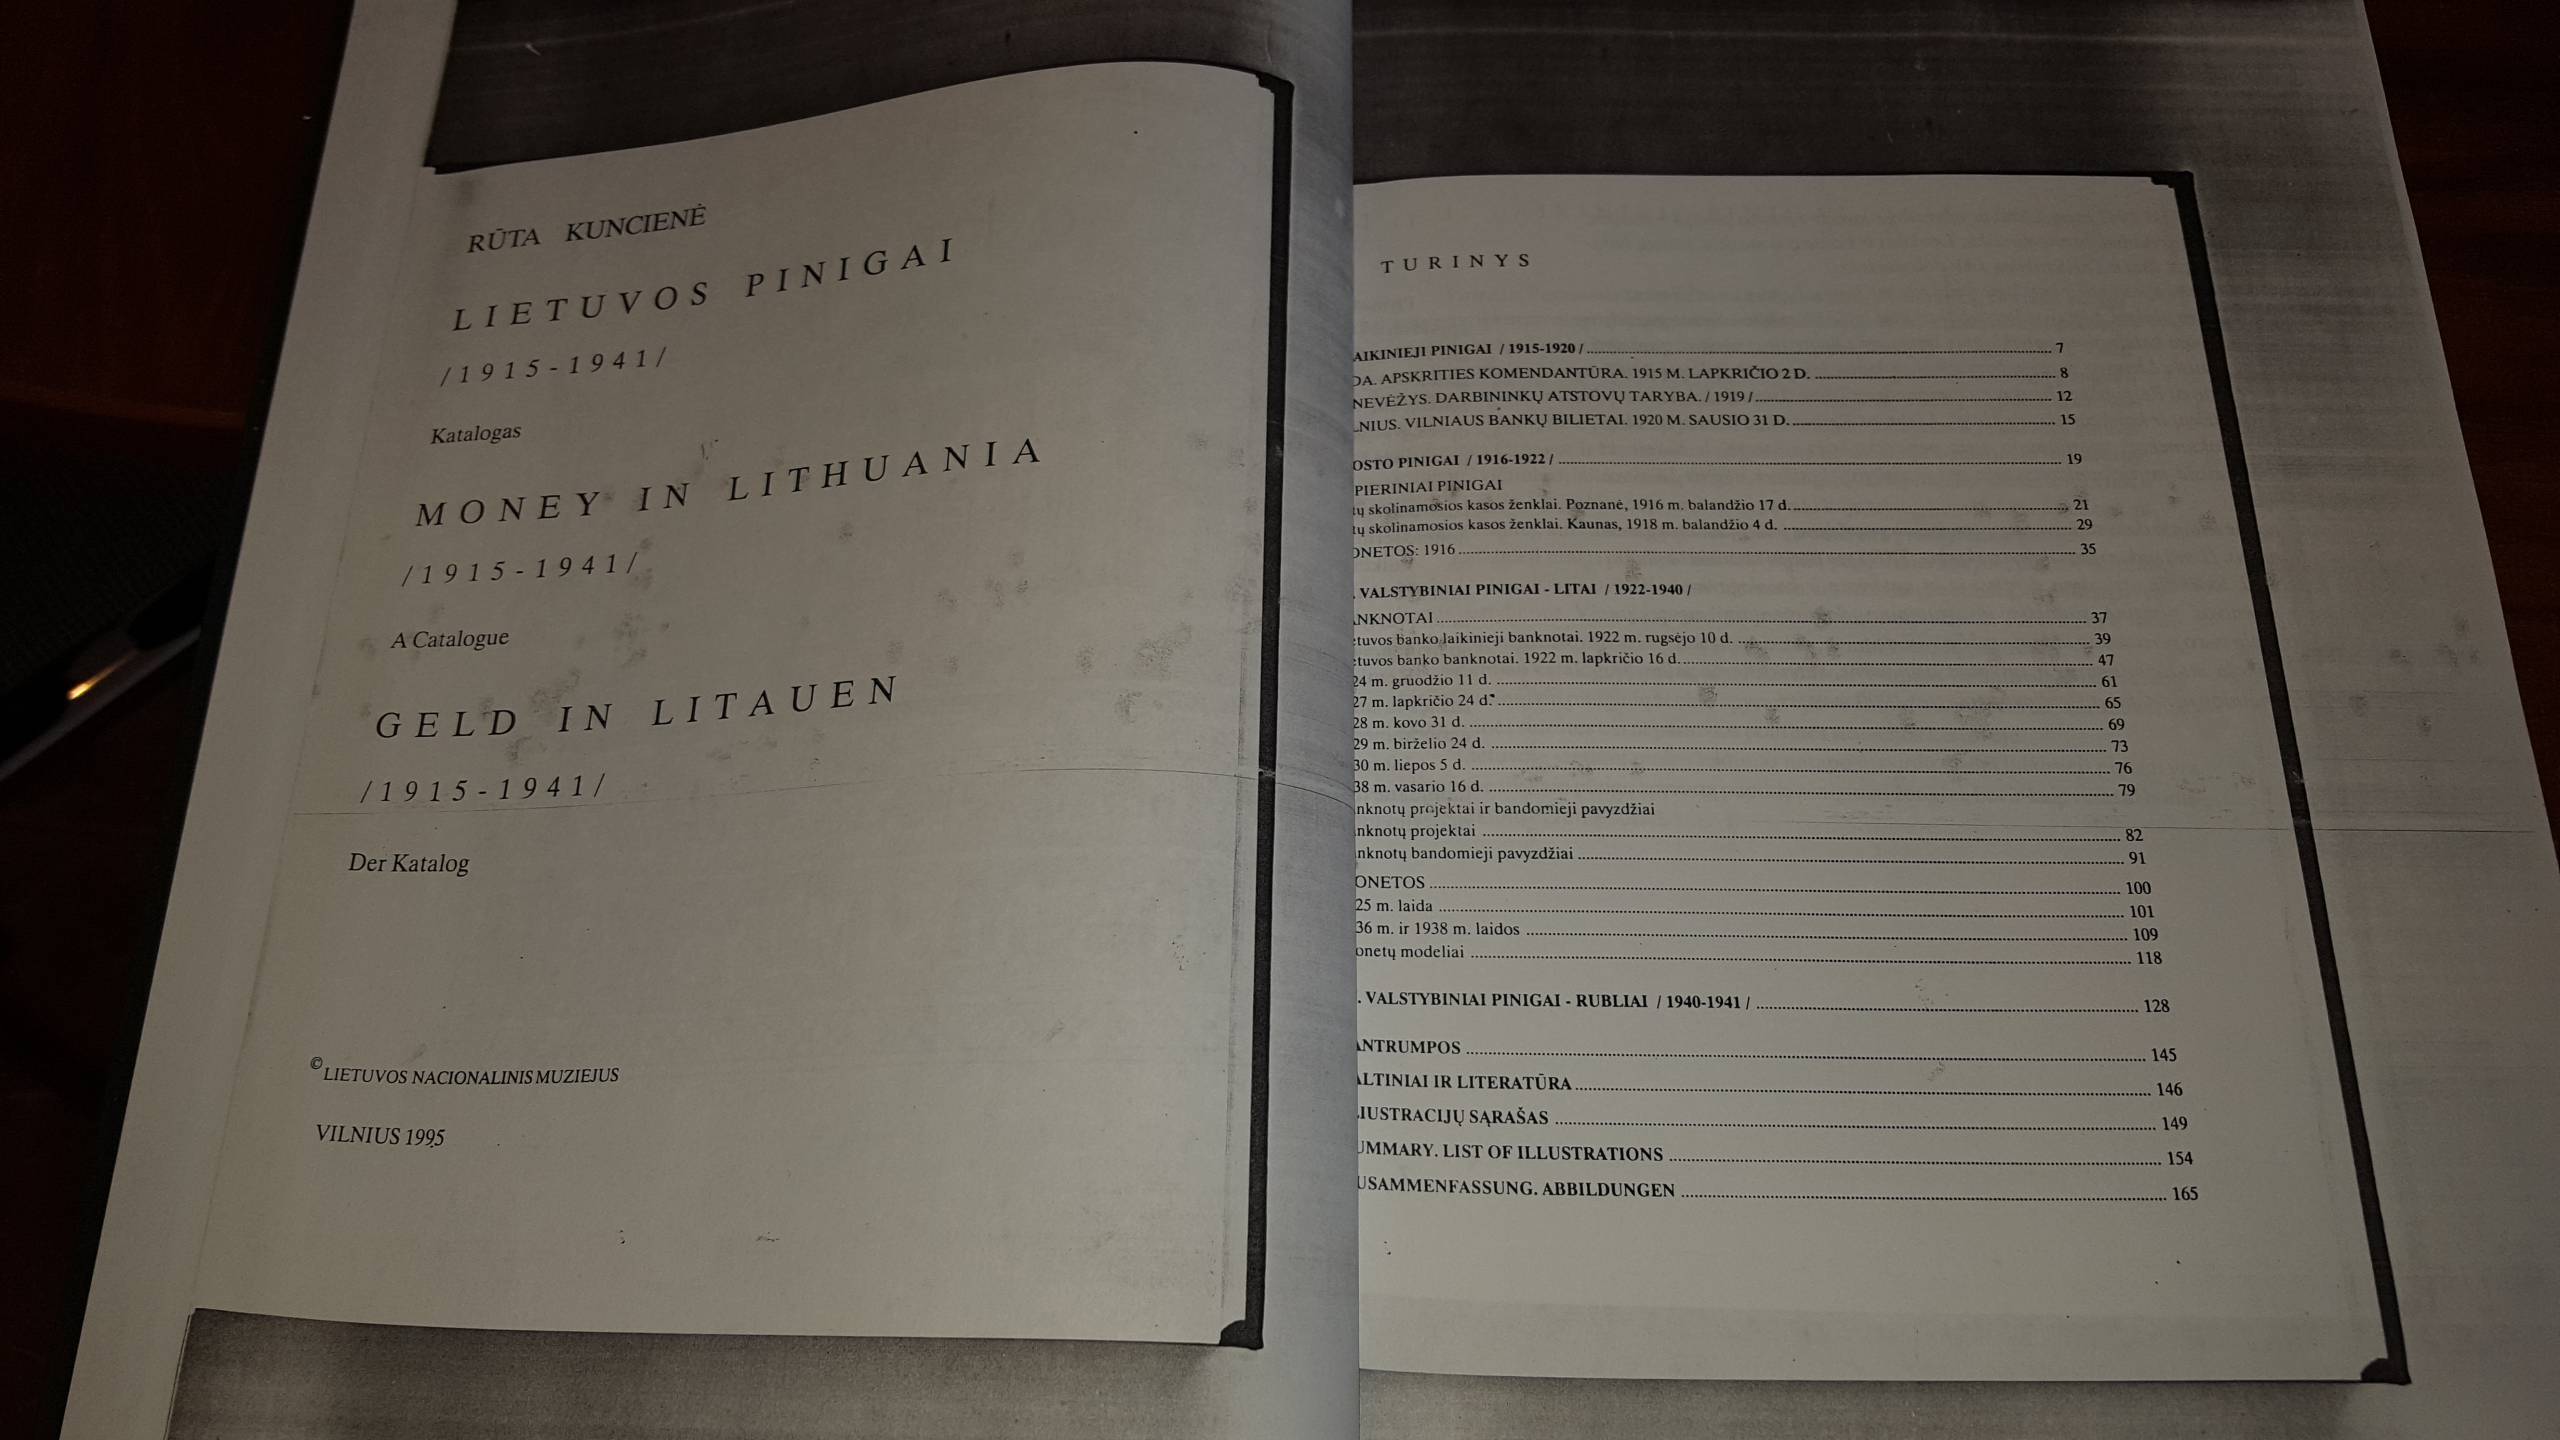 RŪTA KUNCIENĖ
LIETUVOS PINIGAI
/1915-1941/
Katalogas
MONEY IN LITHUANIA
/1915-1941/
A Catalogue
GELD IN LITAUEN
/1915-1941/
Der Katalog
© LIETUVOS NACIONALINIS MUZIEJUS
VILNIUS 1995
TURINYS
AIKINIEJI PINIGAI / 1915-1920 / 7
DA. APSKRITIES KOMENDANTŪRA. 1915 M. LAPKRIČIO 2 D. 8
NEVĖŽYS. DARBININKŲ ATSTOVŲ TARYBA. / 1919 / 12
LNIUS. VILNIAUS BANKŲ BILIETAI. 1920 M. SAUSIO 31 D. 15
OSTO PINIGAI / 1916-1922 / 19
PIERINIAI PINIGAI
tų skolinamosios kasos ženklai. Poznanė, 1916 m. balandžio 17 d. 21
tų skolinamosios kasos ženklai. Kaunas, 1918 m. balandžio 4 d. 29
ONETOS: 1916 35
. VALSTYBINIAI PINIGAI - LITAI / 1922-1940 /
ANKNOTAI 37
etuvos banko laikinieji banknotai. 1922 m. rugsėjo 10 d. 39
etuvos banko banknotai. 1922 m. lapkričio 16 d. 47
24 m. gruodžio 11 d. 61
27 m. lapkričio 24 d. 65
28 m. kovo 31 d. 69
29 m. birželio 24 d. 73
30 m. liepos 5 d. 76
38 m. vasario 16 d. 79
nknotų projektai ir bandomieji pavyzdžiai
nknotų projektai 82
nknotų bandomieji pavyzdžiai 91
ONETOS 100
25 m. laida 101
36 m. ir 1938 m. laidos 109
onetų modeliai 118
. VALSTYBINIAI PINIGAI - RUBLIAI / 1940-1941 / 128
ANTRUMPOS 145
ALTINIAI IR LITERATŪRA 146
LIUSTRACIJŲ SĄRAŠAS 149
UMMARY. LIST OF ILLUSTRATIONS 154
USAMMENFASSUNG. ABBILDUNGEN 165